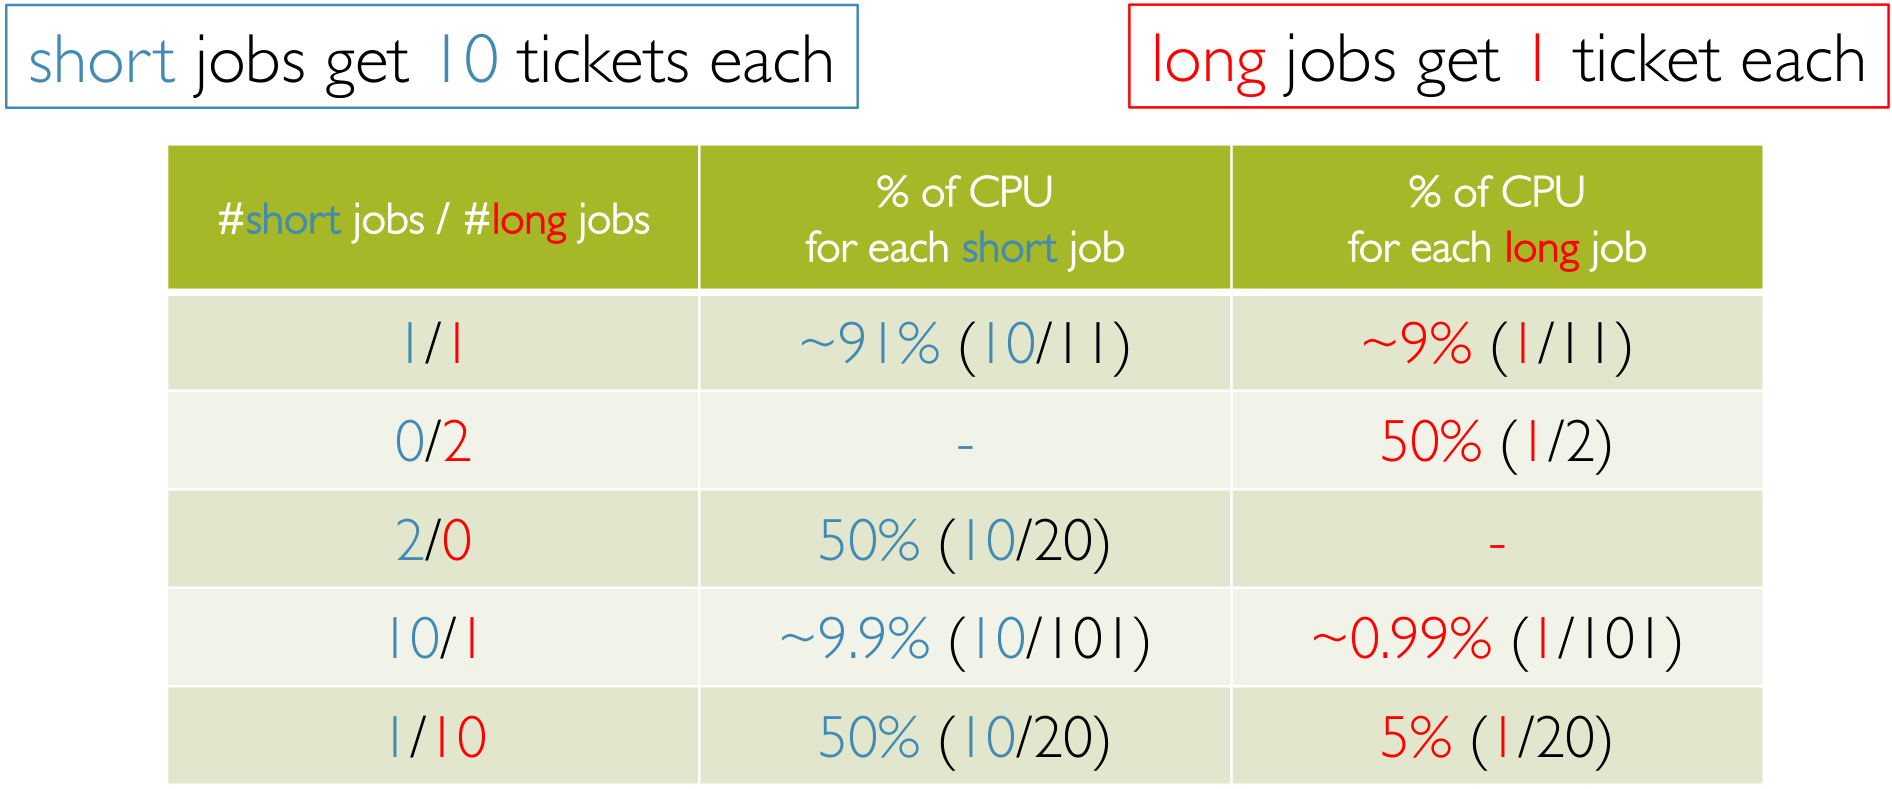 short jobs get 10 tickets each
long jobs get 1 ticket each
#short jobs / #long jobs
% of CPU
for each short job
% of CPU
for each long job
1/1
~91% (10/11)
~9% (1/11)
0/2
-
50% (1/2)
2/0
50% (10/20)
-
10/1
~9.9% (10/101)
~0.99% (1/101)
1/10
50% (10/20)
5% (1/20)